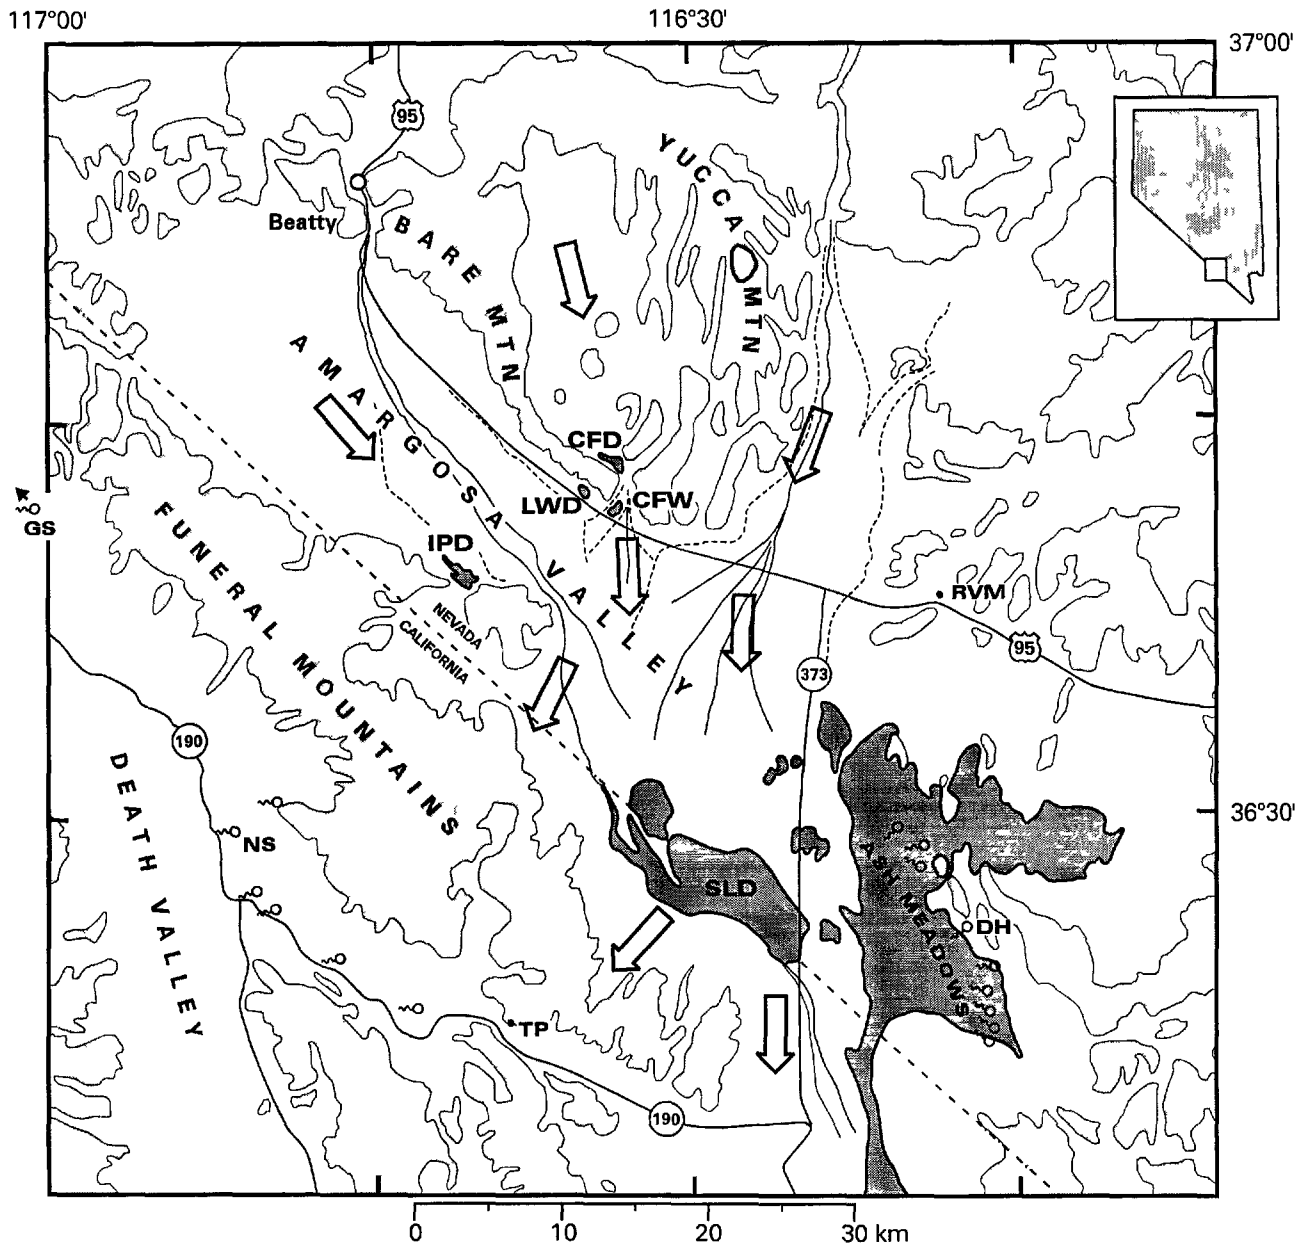 117°00'
116°30'
37°00'
95
YUCCA MTN
Beatty
BARE MTN
AMARGOSA VALLEY
CFD
LWD
CFW
GS
FUNERAL MOUNTAINS
IPD
NEVADA
CALIFORNIA
RVM
95
373
190
DEATH VALLEY
36°30'
NS
ASH MEADOWS
SLD
DH
TP
190
0 10 20 30 km